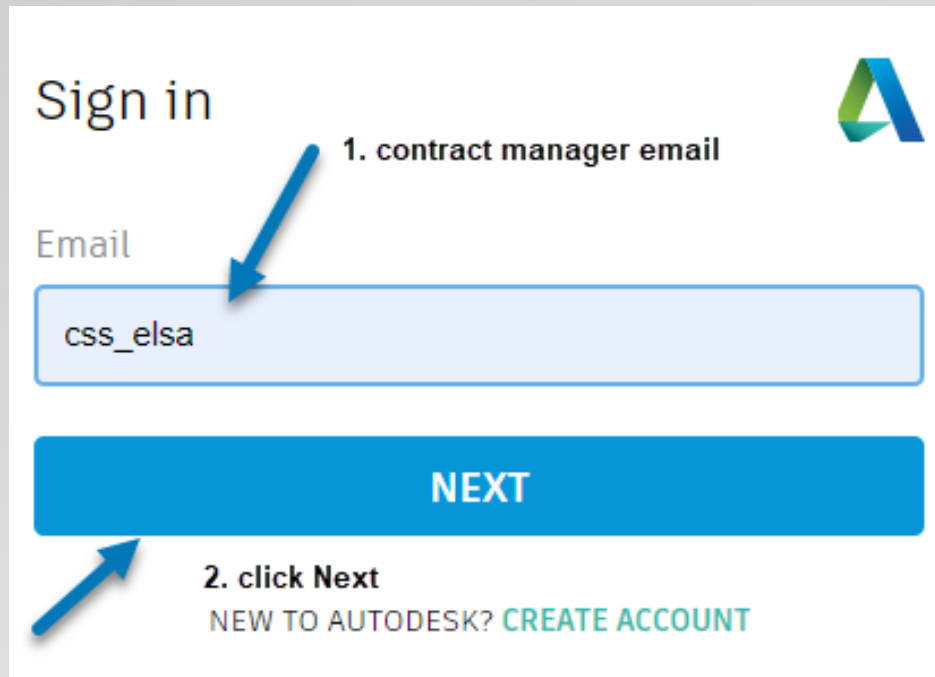 Sign in
1. contract manager email
Email
css_elsa
NEXT
2. click Next
NEW TO AUTODESK? CREATE ACCOUNT